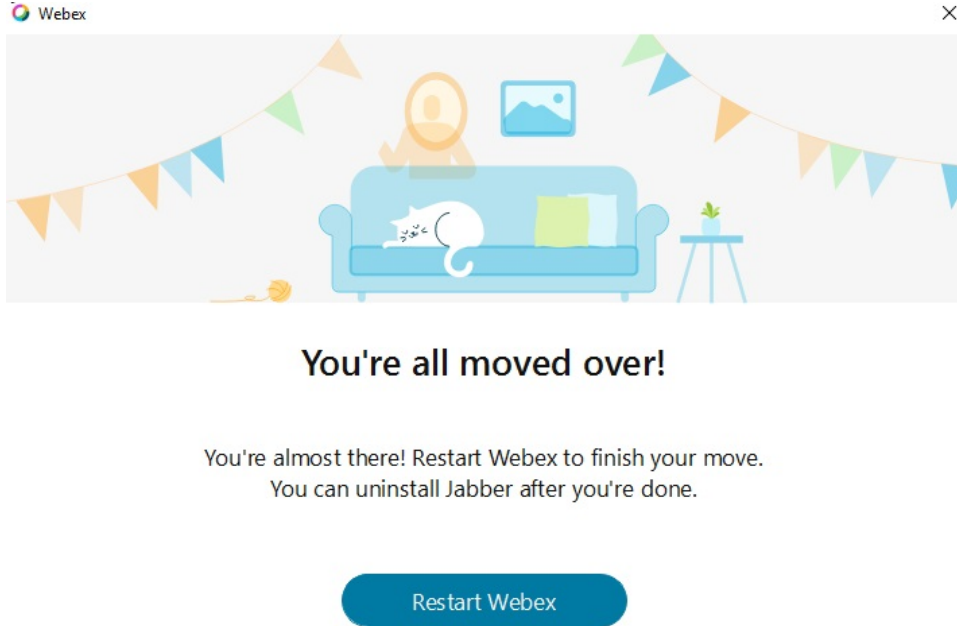 Webex
You're all moved over!
You're almost there! Restart Webex to finish your move.
You can uninstall Jabber after you're done.
Restart Webex